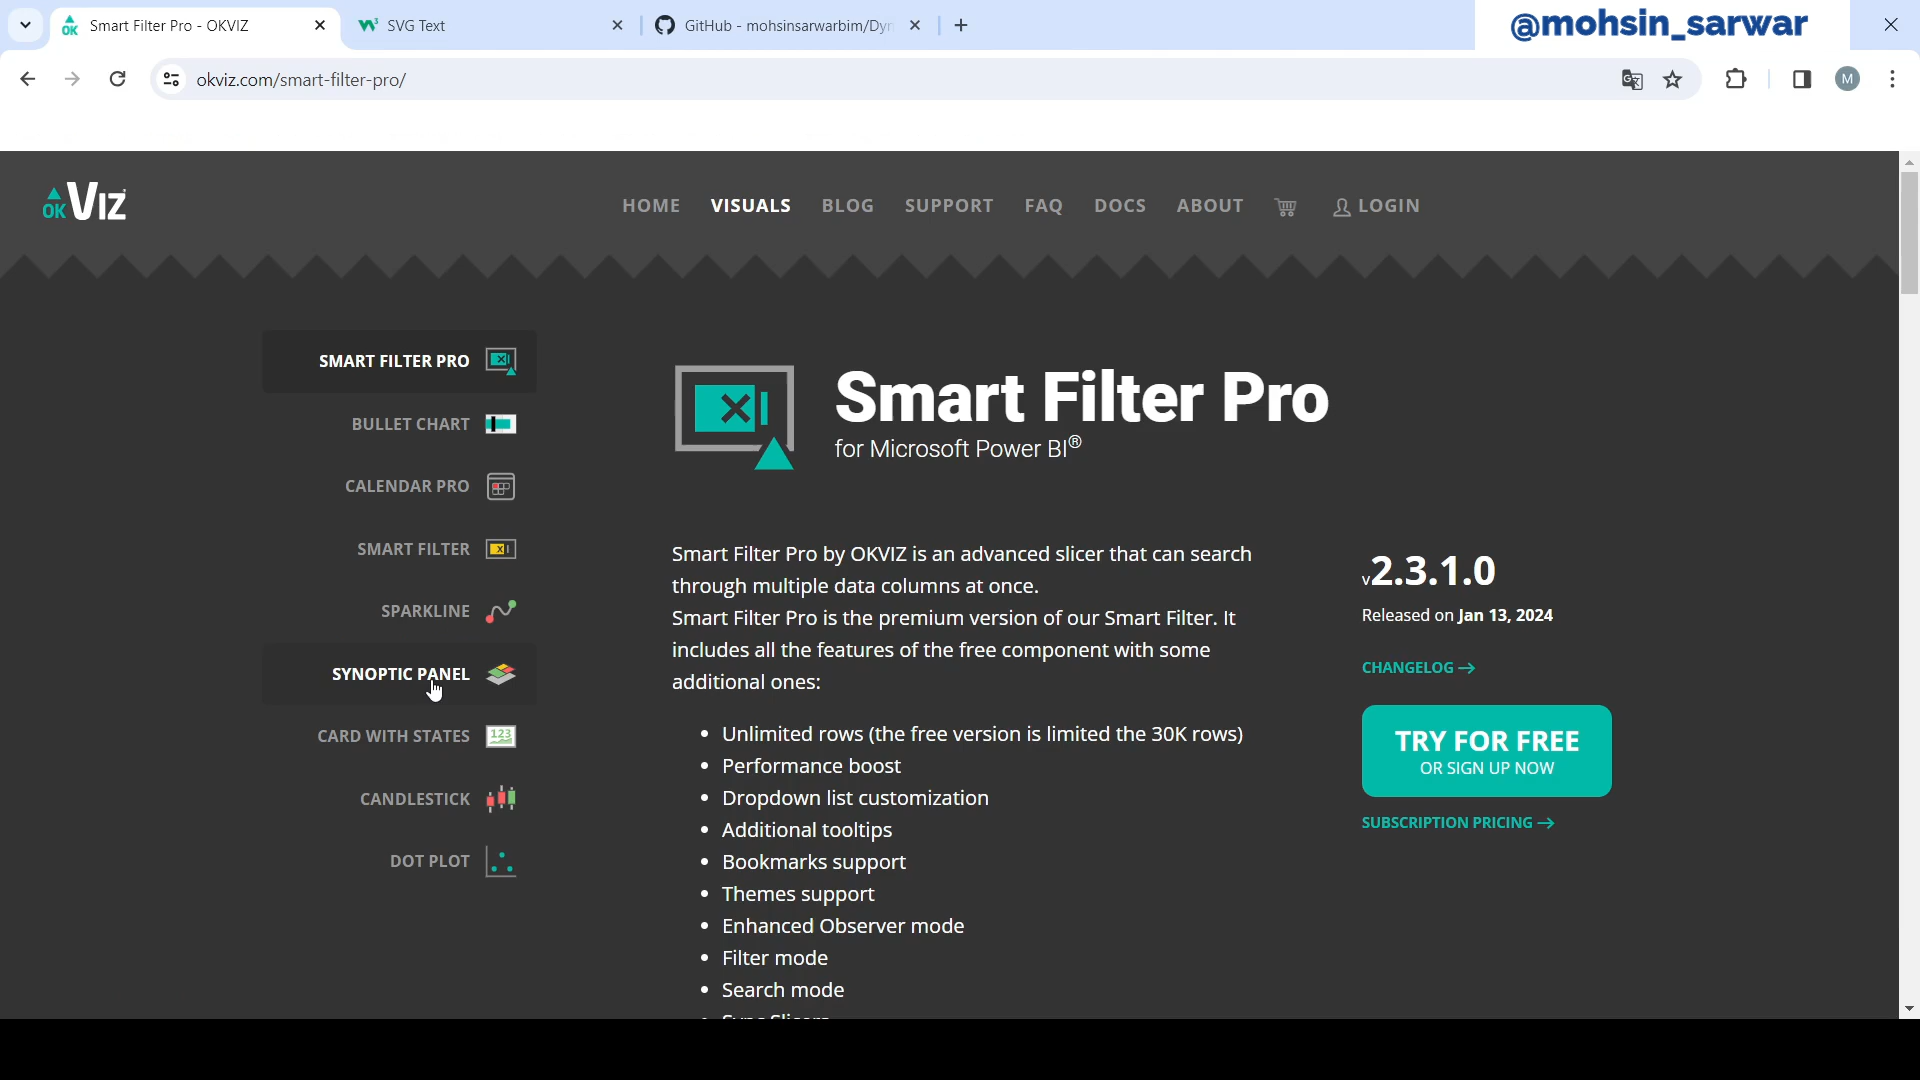 Smart Filter Pro - OKVIZ
SVG Text
GitHub - mohsinsarwarbim/Dyn
@mohsin_sarwar
okviz.com/smart-filter-pro/
M
OK VIZ
HOME VISUALS BLOG SUPPORT FAQ DOCS ABOUT LOGIN
SMART FILTER PRO
BULLET CHART
CALENDAR PRO
SMART FILTER
SPARKLINE
SYNOPTIC PANEL
CARD WITH STATES 123
CANDLESTICK
DOT PLOT
Smart Filter Pro
for Microsoft Power BI®
Smart Filter Pro by OKVIZ is an advanced slicer that can search
through multiple data columns at once.
Smart Filter Pro is the premium version of our Smart Filter. It
includes all the features of the free component with some
additional ones:
• Unlimited rows (the free version is limited the 30K rows)
• Performance boost
• Dropdown list customization
• Additional tooltips
• Bookmarks support
• Themes support
• Enhanced Observer mode
• Filter mode
• Search mode
v2.3.1.0
Released on Jan 13, 2024
CHANGELOG →
TRY FOR FREE
OR SIGN UP NOW
SUBSCRIPTION PRICING →